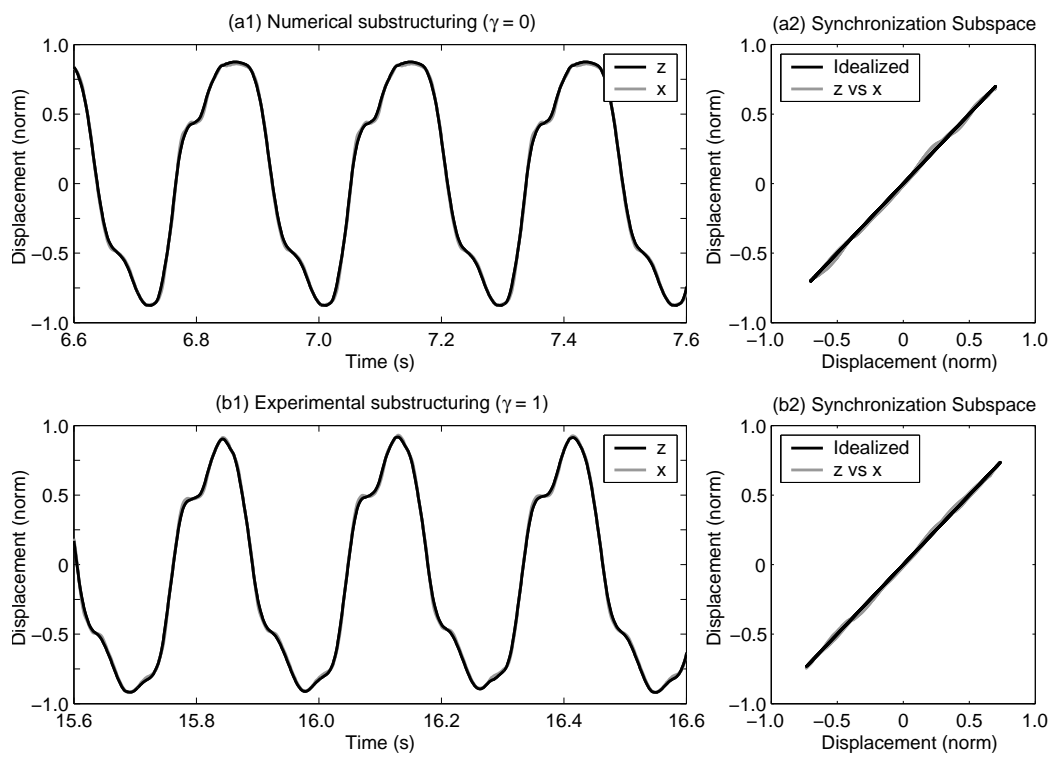 (a1) Numerical substructuring (γ = 0)
(a2) Synchronization Subspace
1.0
0.5
0
−0.5
−1.0
Displacement (norm)
z
x
6.6
6.8
7.0
7.2
7.4
7.6
Time (s)
1.0
0.5
0
−0.5
−1.0
Displacement (norm)
Idealized
z vs x
−1.0
−0.5
0
0.5
1.0
Displacement (norm)
(b1) Experimental substructuring (γ = 1)
(b2) Synchronization Subspace
1.0
0.5
0
−0.5
−1.0
Displacement (norm)
z
x
15.6
15.8
16.0
16.2
16.4
16.6
Time (s)
1.0
0.5
0
−0.5
−1.0
Displacement (norm)
Idealized
z vs x
−1.0
−0.5
0
0.5
1.0
Displacement (norm)